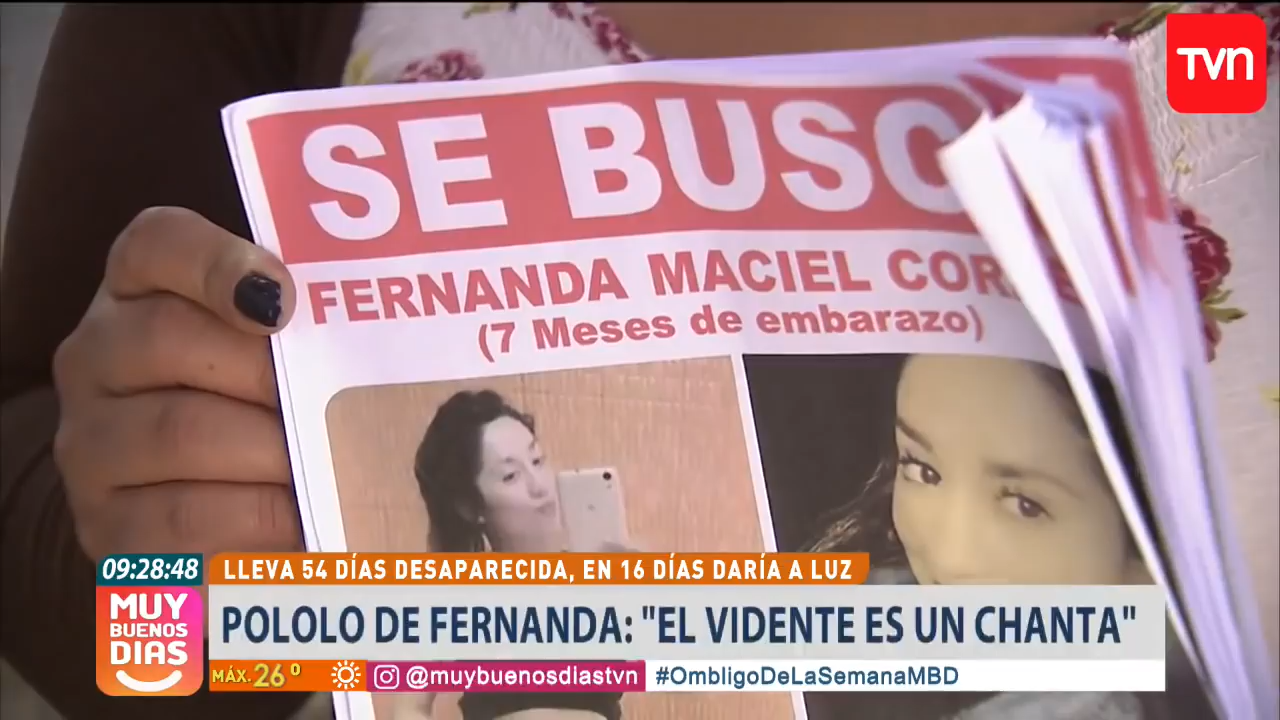 TVN
SE BUSC
FERNANDA MACIEL
(7 Meses de embarazo)
09:28:48
LLEVA 54 DÍAS DESAPARECIDA, EN 16 DÍAS DARÍA A LUZ
MUY
BUENOS
DIAS
POLOLO DE FERNANDA: "EL VIDENTE ES UN CHANTA"
MÁX. 26°
@muybuenosdiastvn
#OmbligoDeLaSemanaMBD